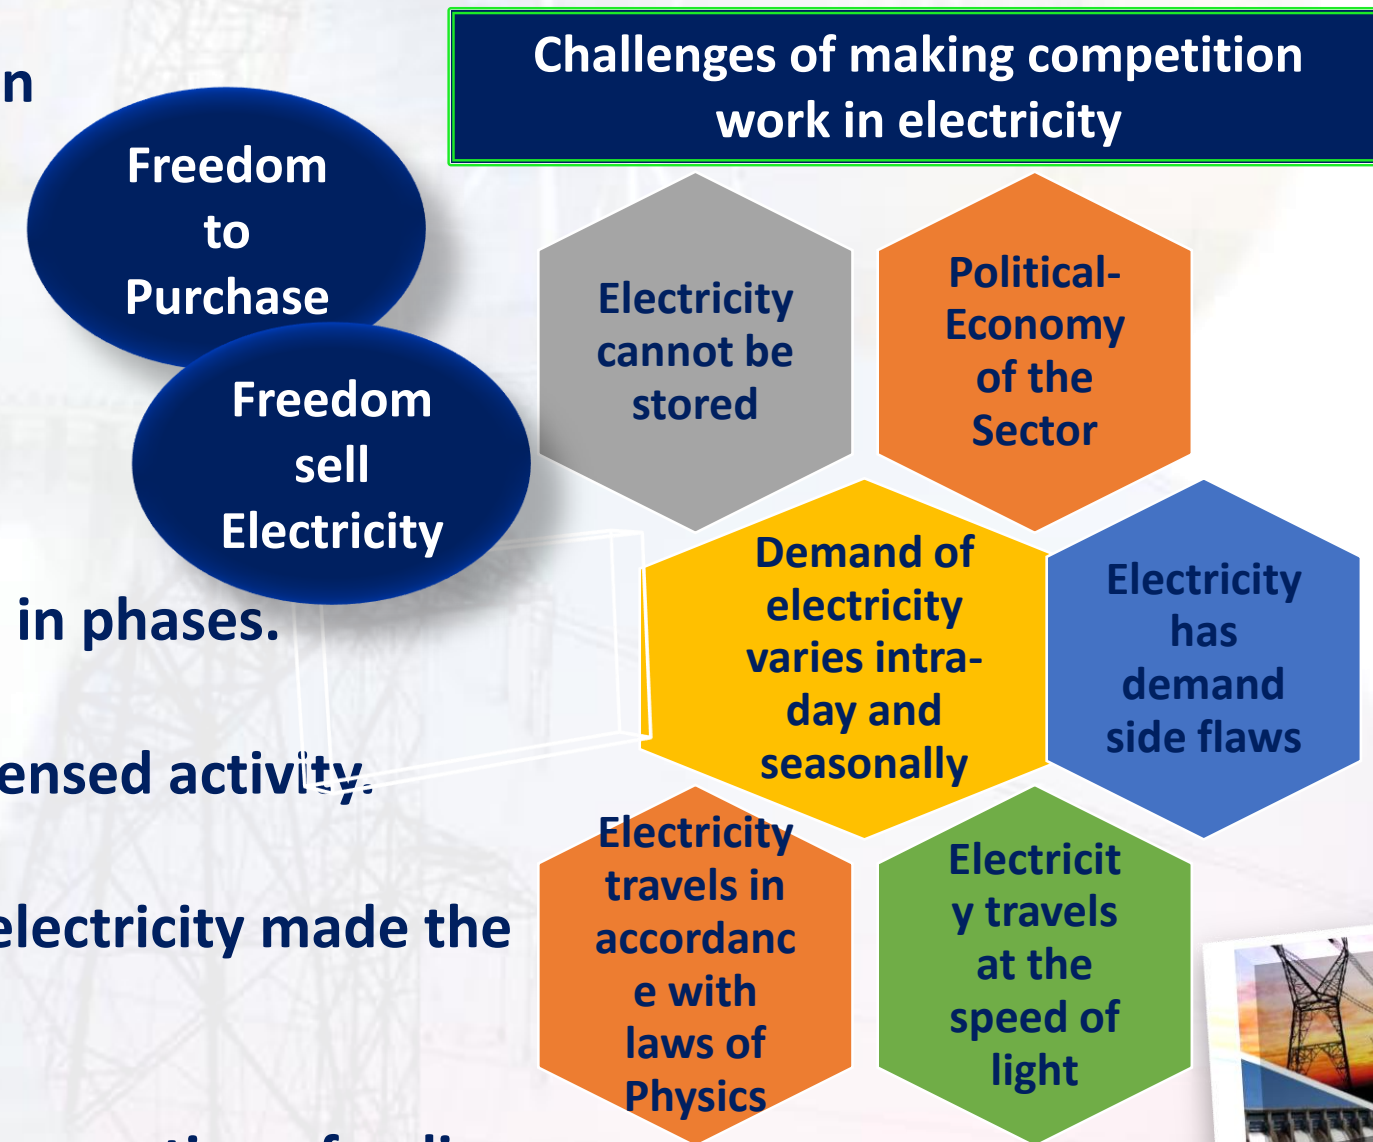 Challenges of making competition
work in electricity
n
Freedom
to
Purchase
Freedom
sell
Electricity
in phases.
ensed activity.
electricity made the
Electricity
cannot be
stored
Political-
Economy
of the
Sector
Demand of
electricity
varies intra-
day and
seasonally
Electricity
has
demand
side flaws
Electricity
travels in
accordanc
e with
laws of
Physics
Electricit
y travels
at the
speed of
light